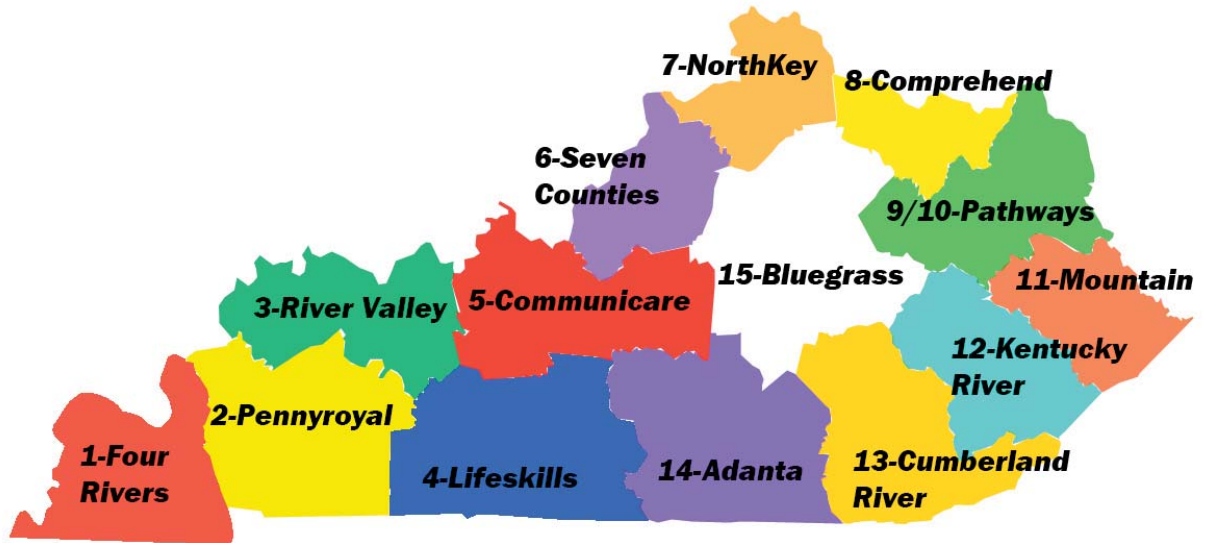 7-NorthKey
8-Comprehend
6-Seven
Counties
9/10-Pathways
15-Bluegrass
11-Mountain
3-River Valley
5-Communicare
12-Kentucky
River
2-Pennyroyal
1-Four
Rivers
4-Lifeskills
14-Adanta
13-Cumberland
River